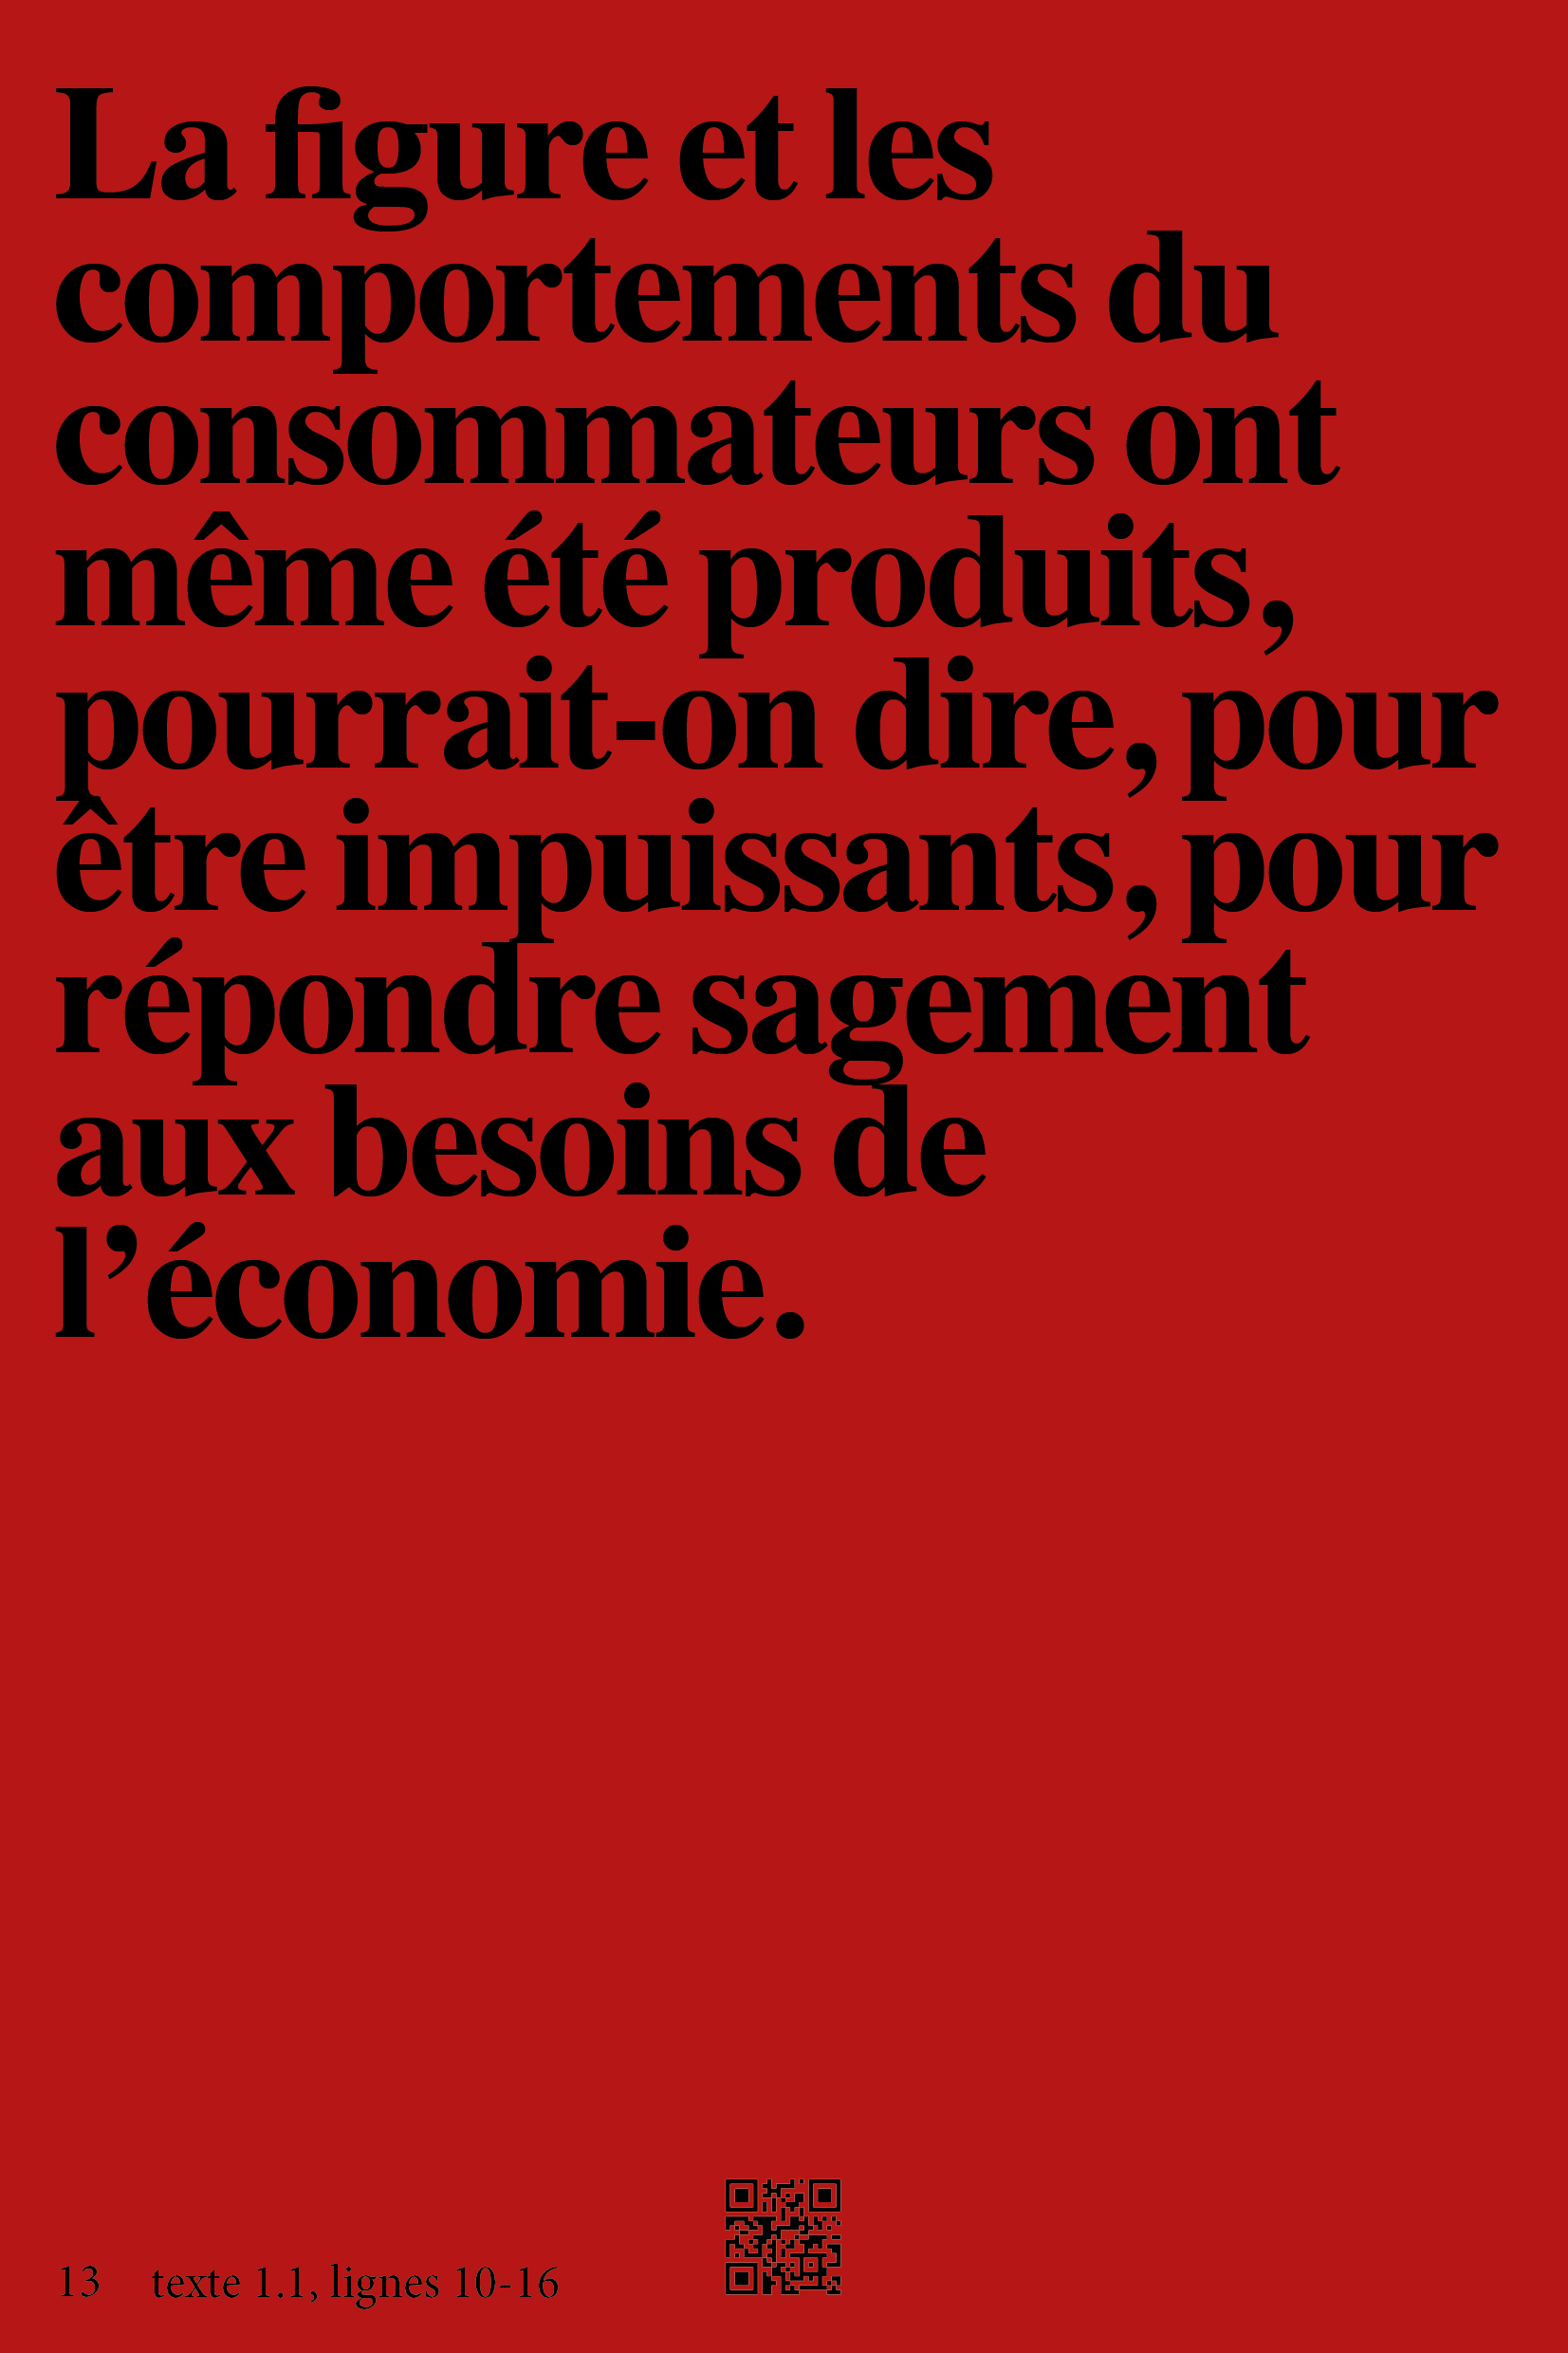 La figure et les
comportements du
consommateurs ont
même été produits,
pourrait-on dire, pour
être impuissants, pour
répondre sagement
aux besoins de
l’économie.
13 texte 1.1, lignes 10-16